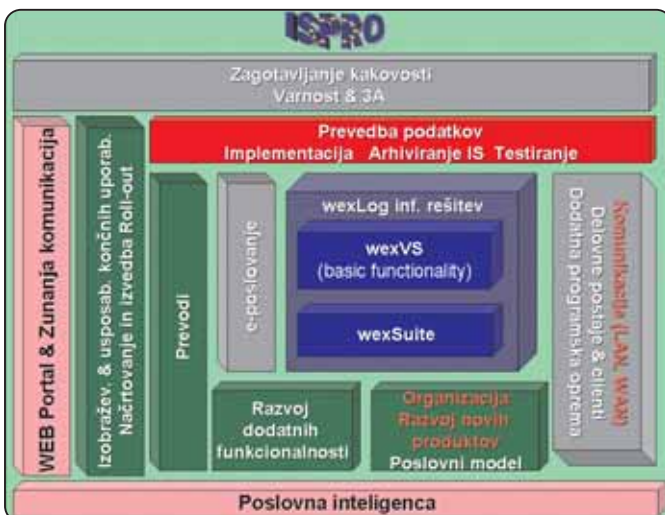 ISPRO
Zagotavljanje kakovosti
Varnost & 3A
WEB Portal & Zunanja komunikacija
Izobražev. & usposab. končnih uporab.
Načrtovanje in izvedba Roll-out
Prevedba podatkov
Implementacija Arhiviranje IS Testiranje
Prevodi
e-poslovanje
wexLog inf. rešitev
wexVS
(basic functionality)
wexSuite
Razvoj
dodatnih
funkcionalnosti
Organizacija
Razvoj novin
produktov
Poslovni model
Komunikacije (LAN, WAN)
Delovne postaje & clienti
Dodatna programska oprema
Poslovna inteligenca